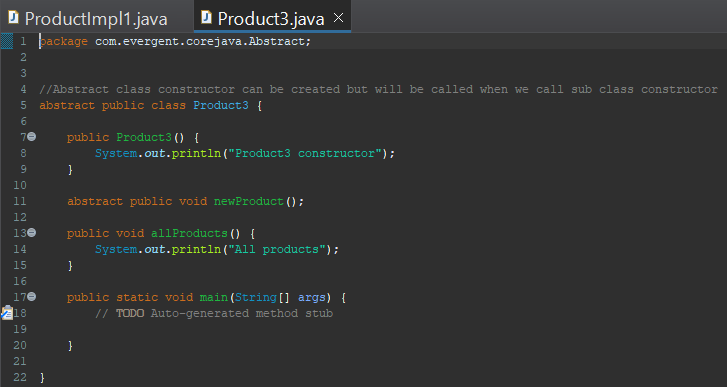 ProductImpl1.java Product3.java
1 package com.evergent.corejava.Abstract;
2
3
4 //Abstract class constructor can be created but will be called when we call sub class constructor
5 abstract public class Product3 {
6
7 public Product3() {
8 System.out.println("Product3 constructor");
9 }
10
11 abstract public void newProduct();
12
13 public void allProducts() {
14 System.out.println("All products");
15 }
16
17 public static void main(String[] args) {
18 // TODO Auto-generated method stub
19
20 }
21
22 }